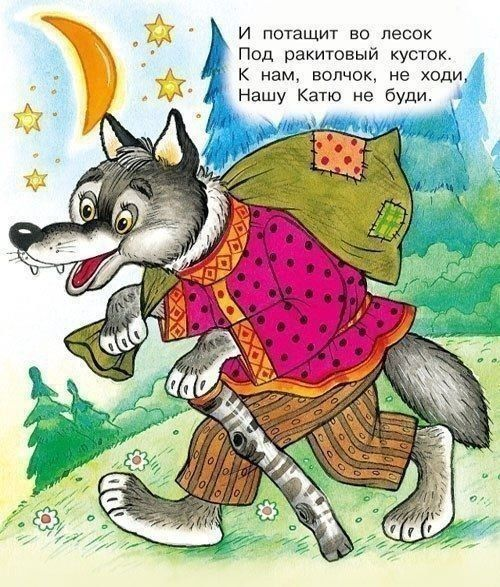 И потащит во лесок
Под ракитовый кусток.
К нам, волчок, не ходи,
Нашу Катю не буди.